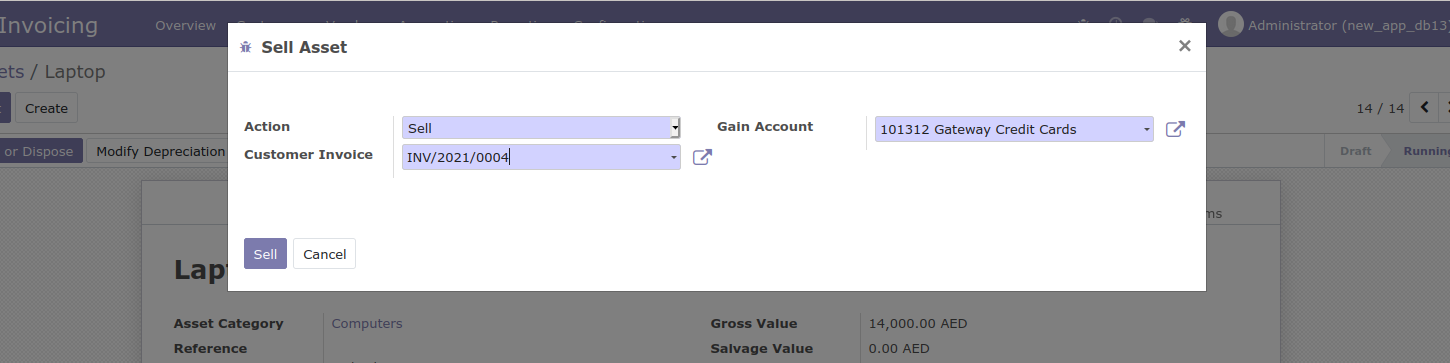 Invoicing
Overview
Administrator (new_app_db13)
Sell Asset
ets / Laptop
Create
14 / 14
Action
Sell
Gain Account
101312 Gateway Credit Cards
Customer Invoice
INV/2021/0004
or Dispose
Modify Depreciation
Draft
Running
ms
Sell
Cancel
Lap
Asset Category
Computers
Gross Value
14,000.00 AED
Reference
Salvage Value
0.00 AED